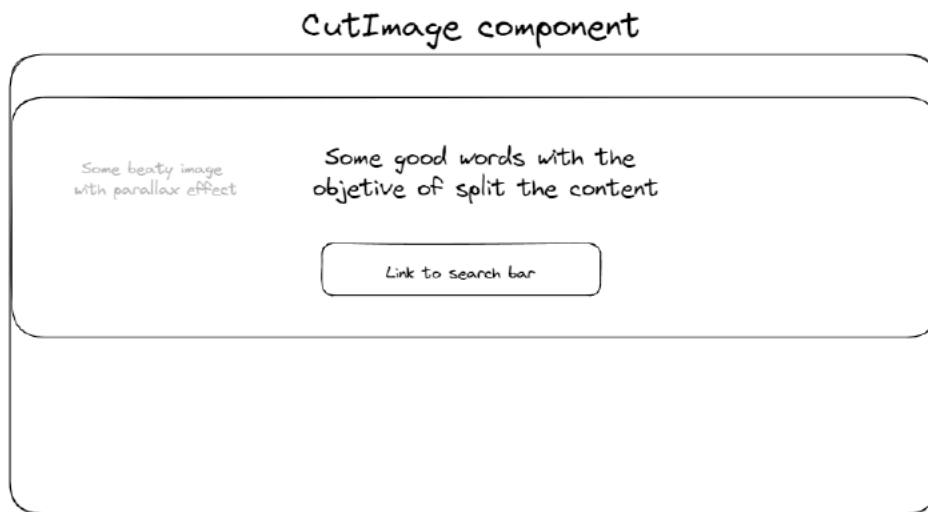 CutImage component
Some beaty image
with parallax effect
Some good words with the
objetive of split the content
Link to search bar